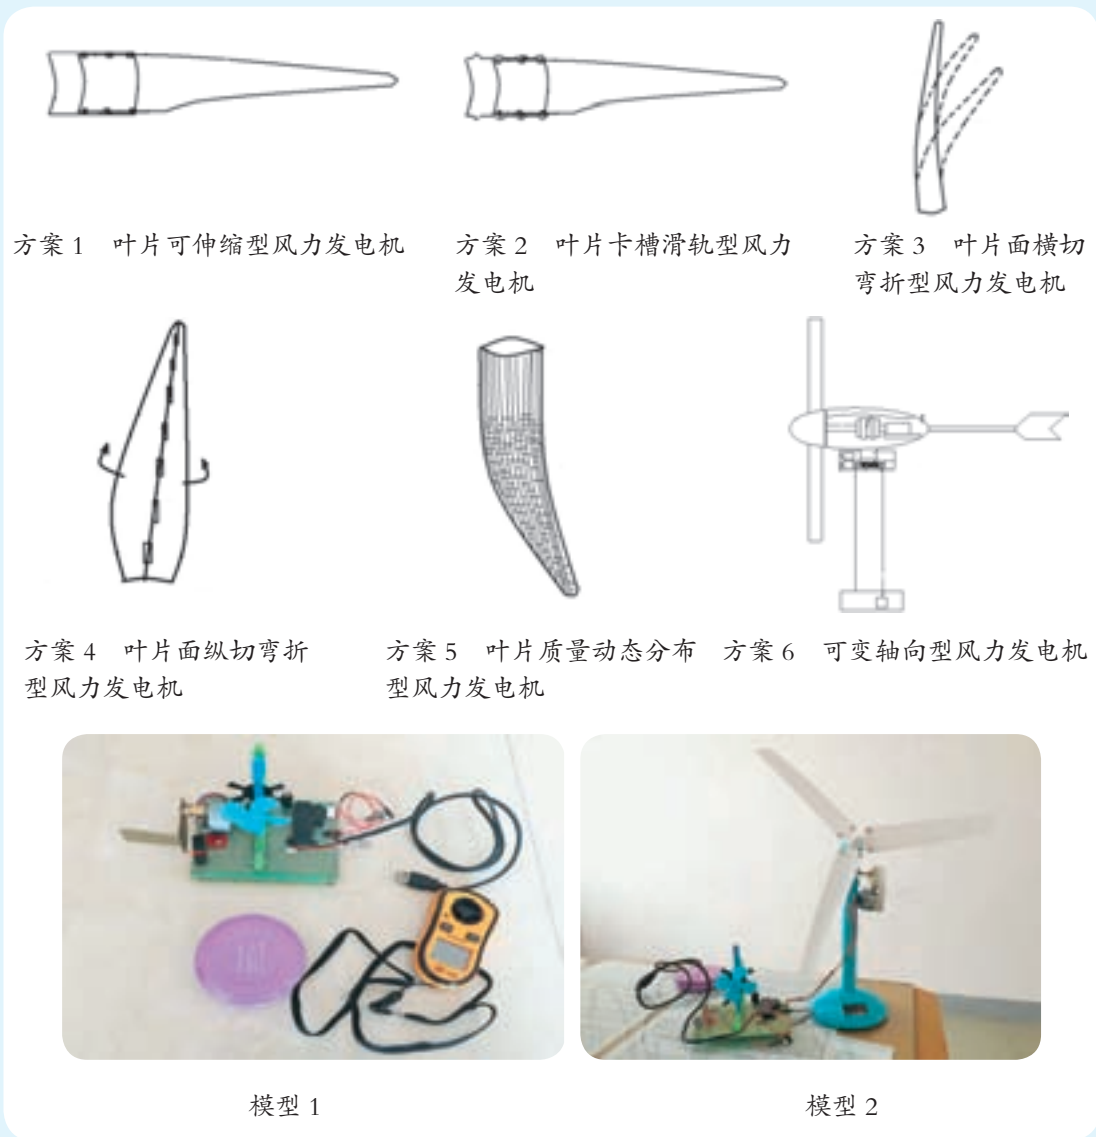 方案 1 叶片可伸缩型风力发电机
方案 2 叶片卡槽滑轨型风力
发电机
方案 3 叶片面横切
弯折型风力发电机
方案 4 叶片面纵切弯折
型风力发电机
方案 5 叶片质量动态分布
型风力发电机
方案 6 可变轴向型风力发电机
模型 1
模型 2